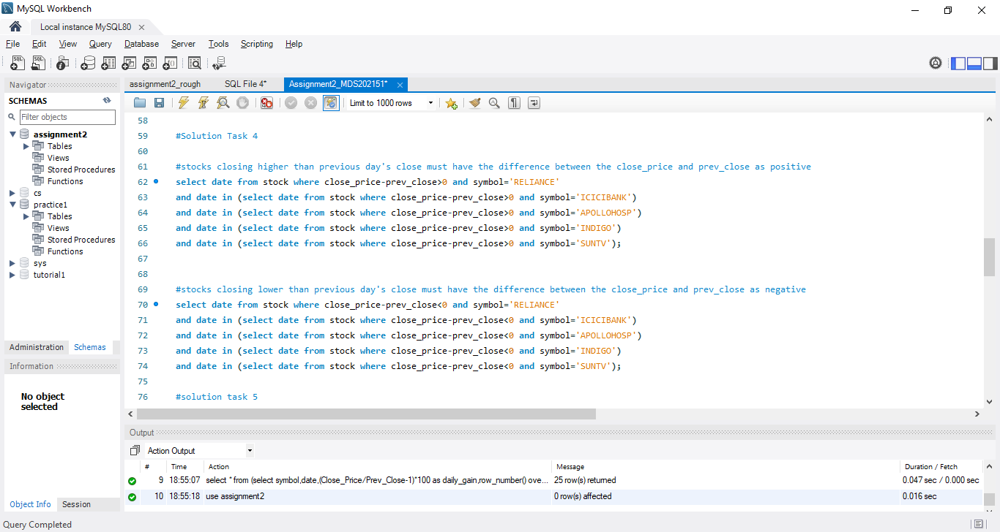 MySQL Workbench
Local instance MySQL80
File Edit View Query Database Server Tools Scripting Help
Navigator
SCHEMAS
Filter objects
assignment2
Tables
Views
Stored Procedures
Functions
cs
practice1
Tables
Views
Stored Procedures
Functions
sys
tutorial1
Administration Schemas
Information
No object
selected
Object Info Session
assignment2_rough SQL File 4* Assignment2_MDS202151*
Limit to 1000 rows
58
59 #Solution Task 4
60
61 #stocks closing higher than previous day's close must have the difference between the close_price and prev_close as positive
62 select date from stock where close_price-prev_close>0 and symbol='RELIANCE'
63 and date in (select date from stock where close_price-prev_close>0 and symbol='ICICIBANK')
64 and date in (select date from stock where close_price-prev_close>0 and symbol='APOLLOHOSP')
65 and date in (select date from stock where close_price-prev_close>0 and symbol='INDIGO')
66 and date in (select date from stock where close_price-prev_close>0 and symbol='SUNTV');
67
68
69 #stocks closing lower than previous day's close must have the difference between the close_price and prev_close as negative
70 select date from stock where close_price-prev_close<0 and symbol='RELIANCE'
71 and date in (select date from stock where close_price-prev_close<0 and symbol='ICICIBANK')
72 and date in (select date from stock where close_price-prev_close<0 and symbol='APOLLOHOSP')
73 and date in (select date from stock where close_price-prev_close<0 and symbol='INDIGO')
74 and date in (select date from stock where close_price-prev_close<0 and symbol='SUNTV');
75
76 #solution task 5
Output
Action Output
# Time Action Message Duration / Fetch
9 18:55:07 select * from (select symbol,date,(Close_Price/Prev_Close-1)*100 as daily_gain,row_number() ove... 25 row(s) returned 0.047 sec / 0.000 sec
10 18:55:18 use assignment2 0 row(s) affected 0.016 sec
Query Completed